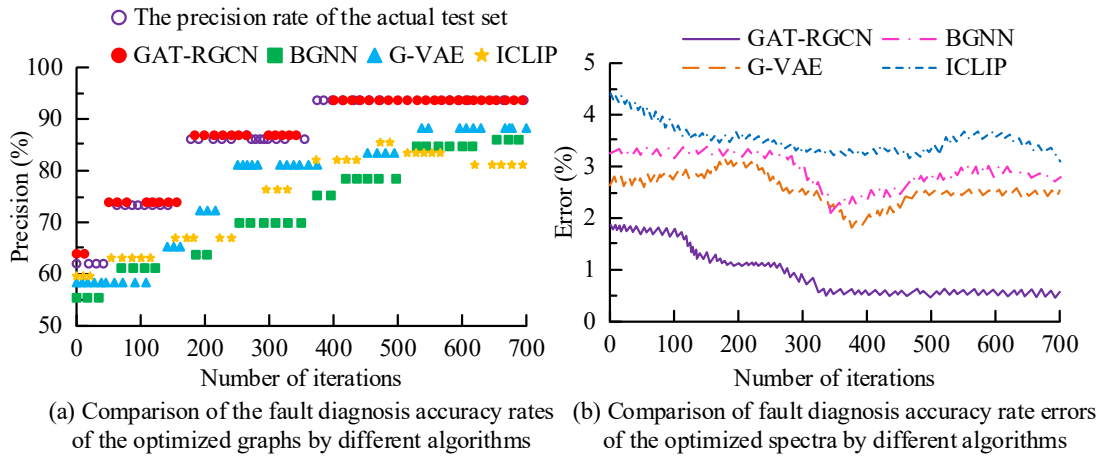 The precision rate of the actual test set
GAT-RGCN BGNN G-VAE ICLIP
100
90
80
70
60
50
Precision (%)
0 100 200 300 400 500 600 700
Number of iterations
(a) Comparison of the fault diagnosis accuracy rates
of the optimized graphs by different algorithms
GAT-RGCN BGNN
G-VAE ICLIP
5
4
3
2
1
0
Error (%)
0 100 200 300 400 500 600 700
Number of iterations
(b) Comparison of fault diagnosis accuracy rate errors
of the optimized spectra by different algorithms